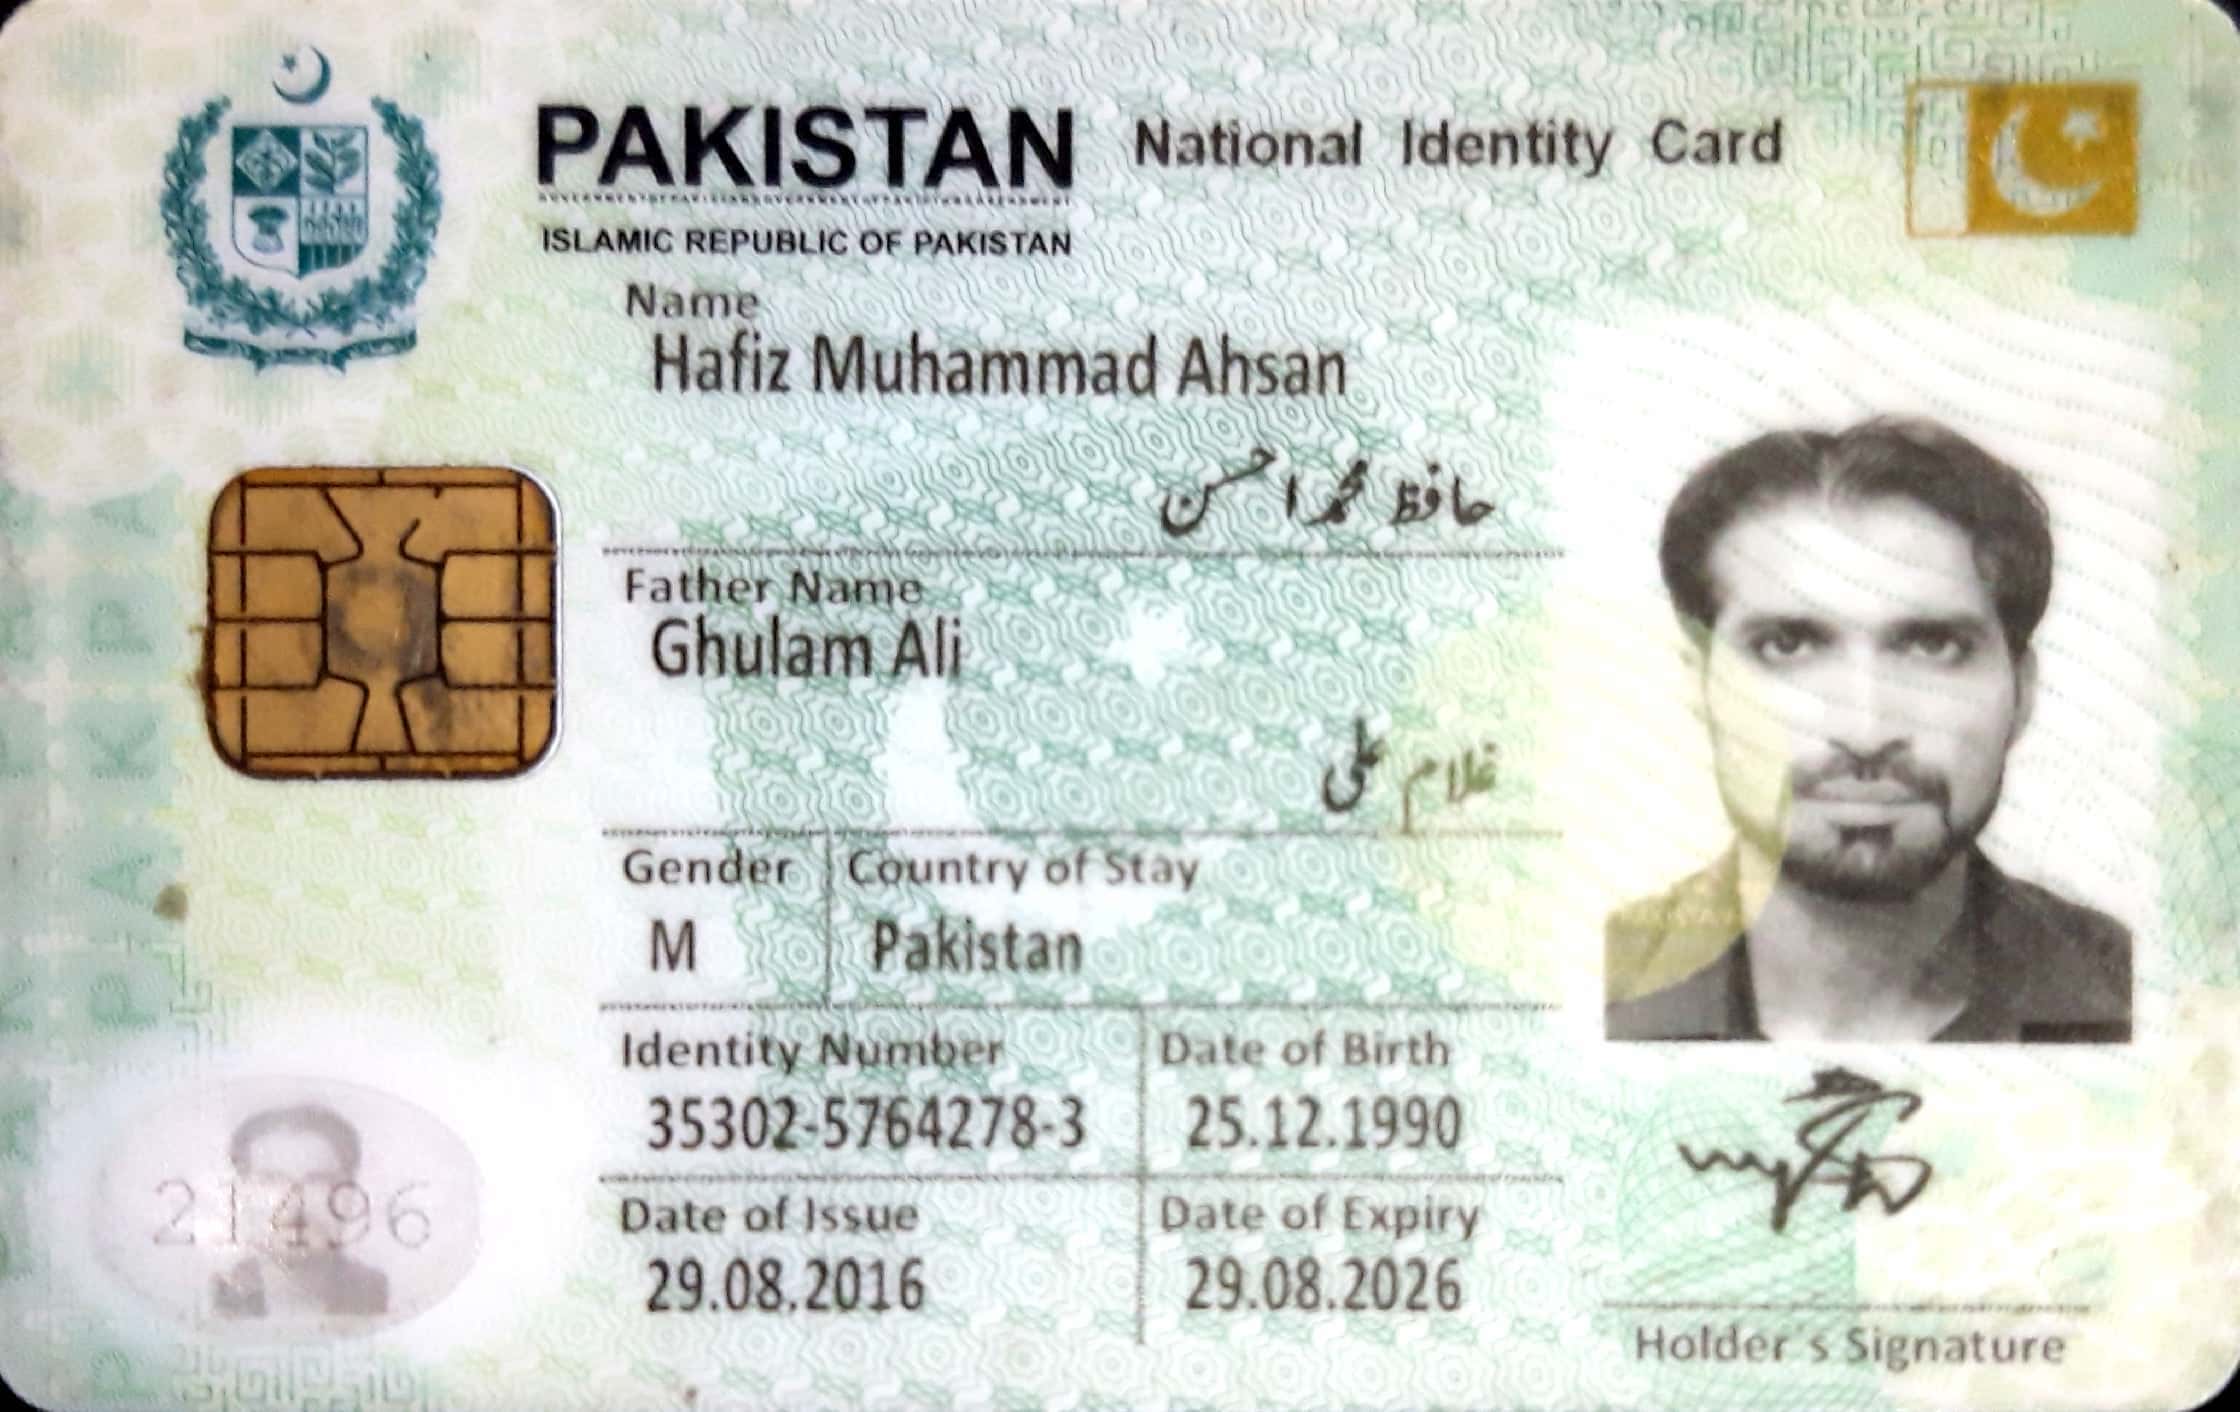 PAKISTAN National Identity Card
ISLAMIC REPUBLIC OF PAKISTAN
Name
Hafiz Muhammad Ahsan
حافظ محمد احسن
Father Name
Ghulam Ali
غلام علی
Gender Country of Stay
M Pakistan
Identity Number Date of Birth
35302-5764278-3 25.12.1990
Date of Issue Date of Expiry
29.08.2016 29.08.2026
21496
Holder's Signature